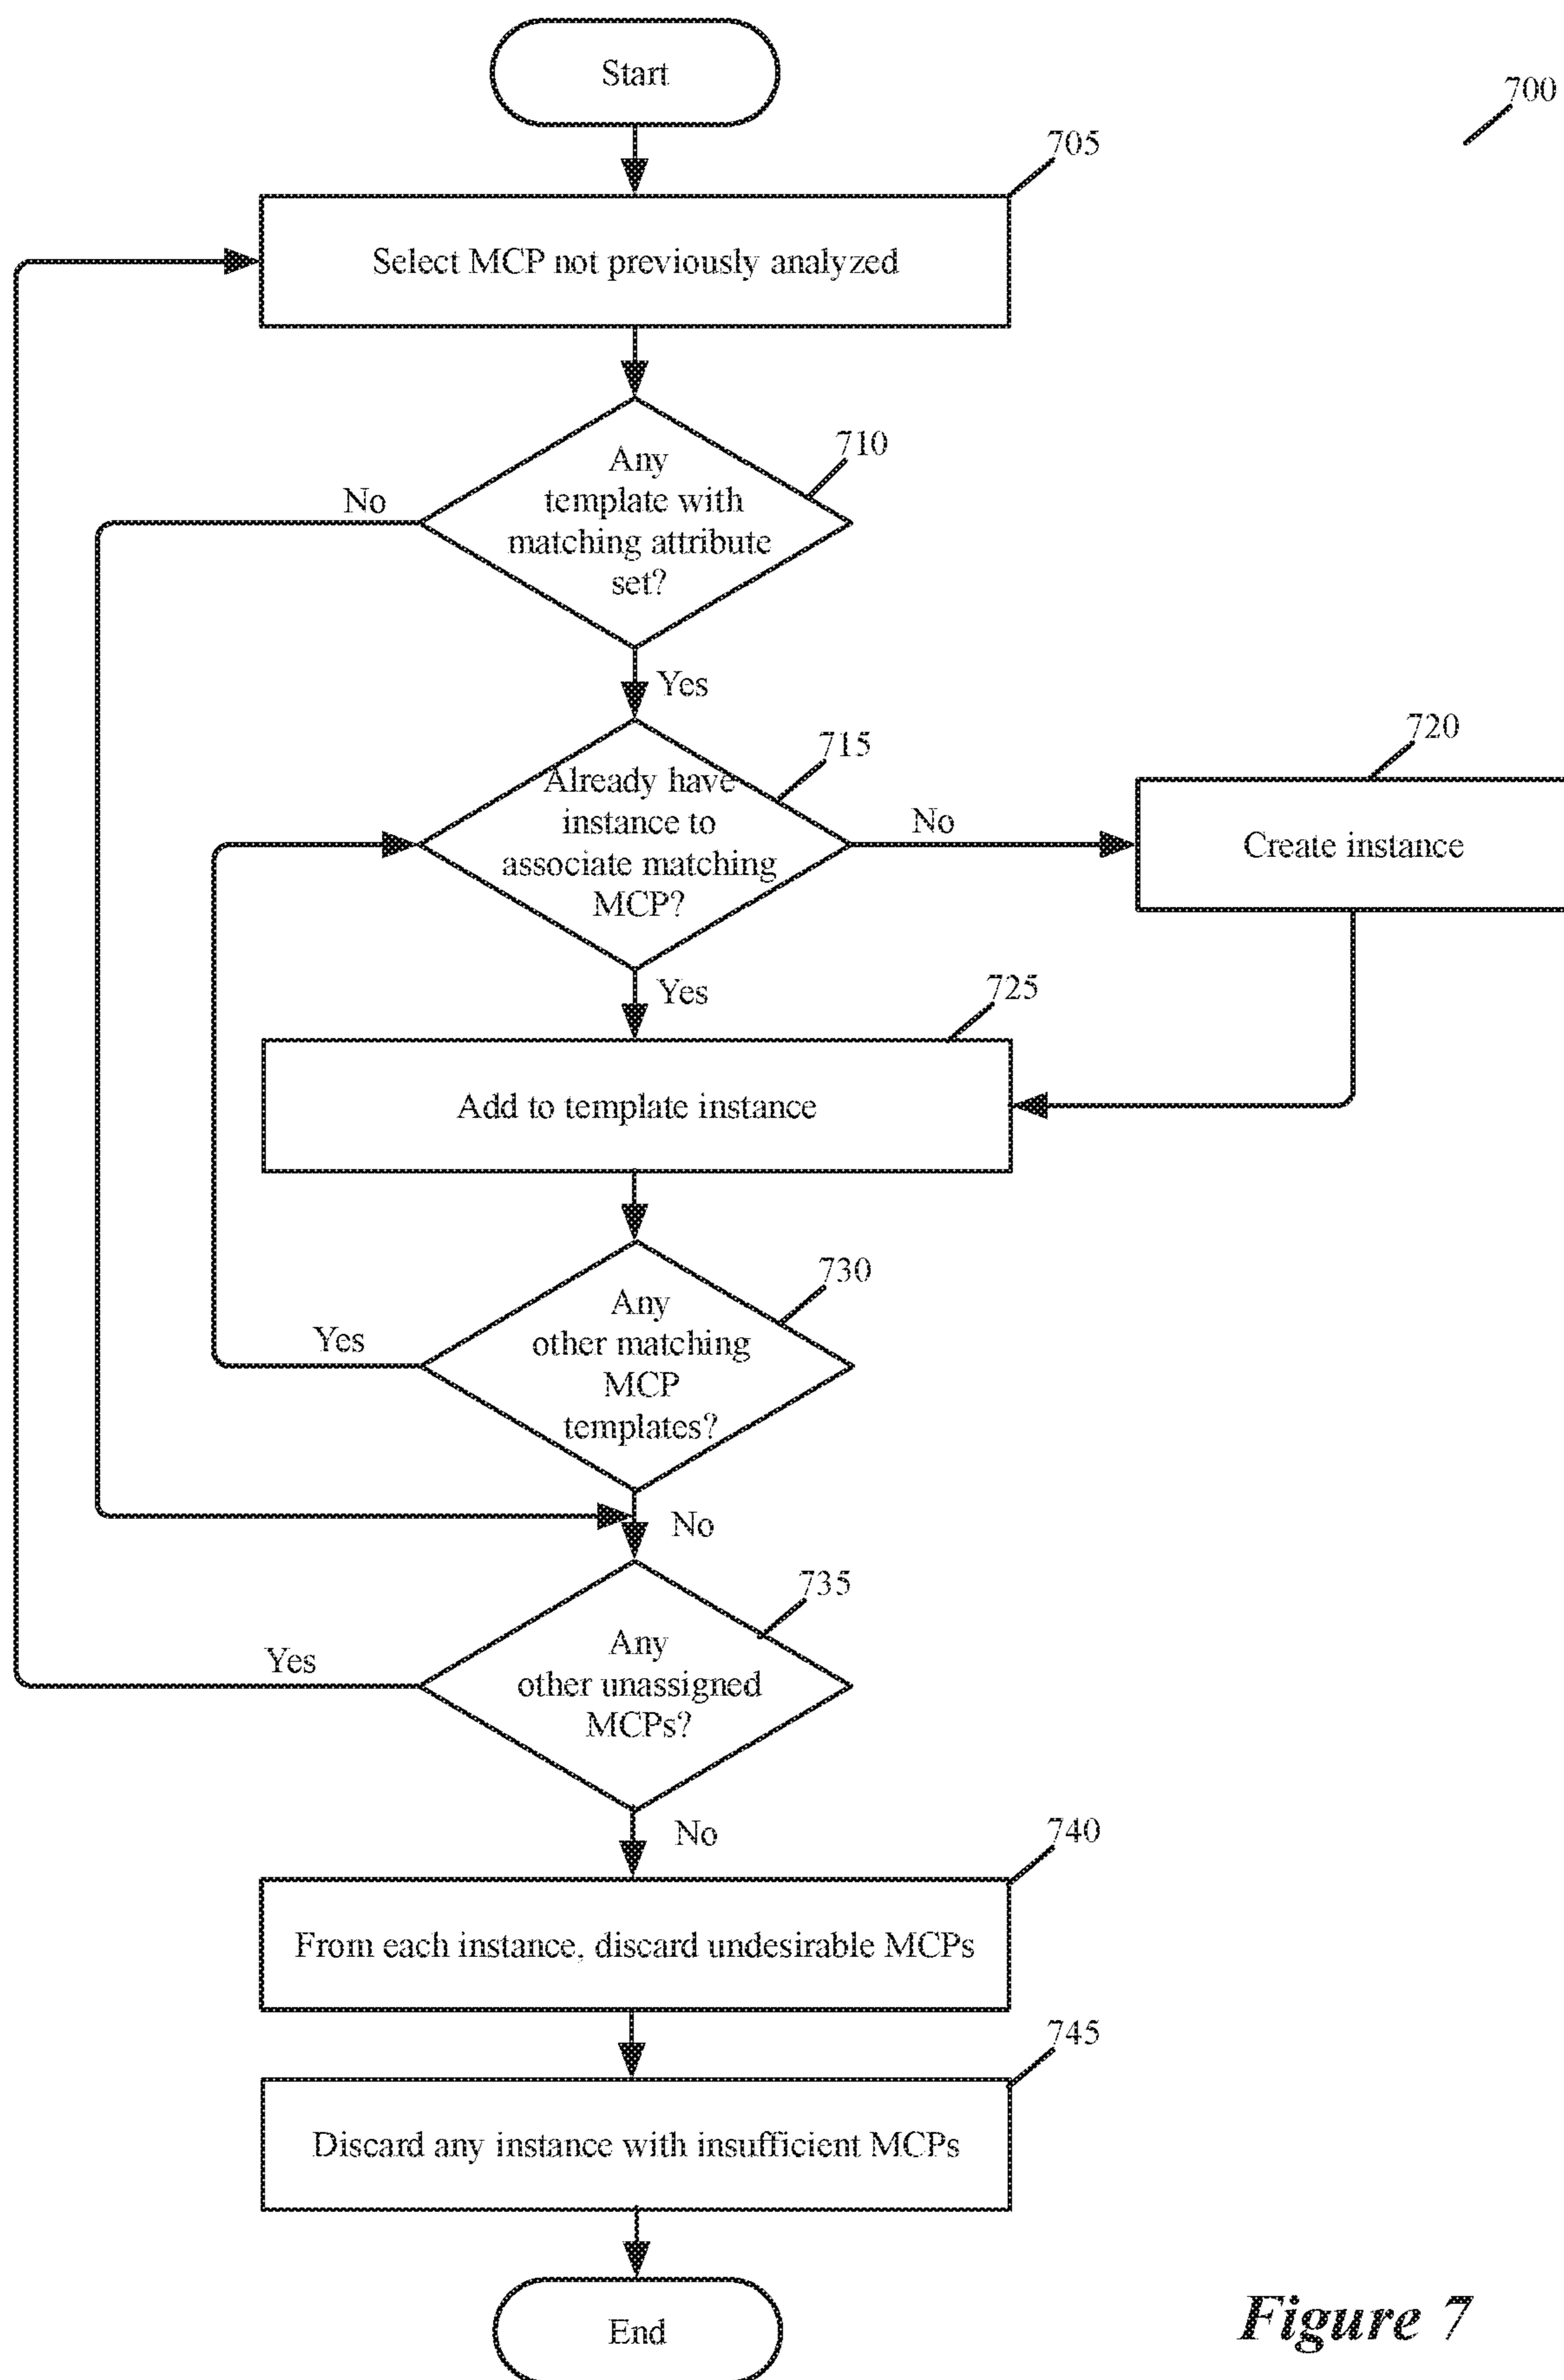 Start
700
705
Select MCP not previously analyzed
710
Any
template with
matching attribute
set?
No
Yes
715
Already have
instance to
associate matching
MCP?
No
720
Create instance
Yes
725
Add to template instance
730
Any
other matching
MCP
templates?
Yes
No
735
Any
other unassigned
MCPs?
Yes
No
740
From each instance, discard undesirable MCPs
745
Discard any instance with insufficient MCPs
End
Figure 7